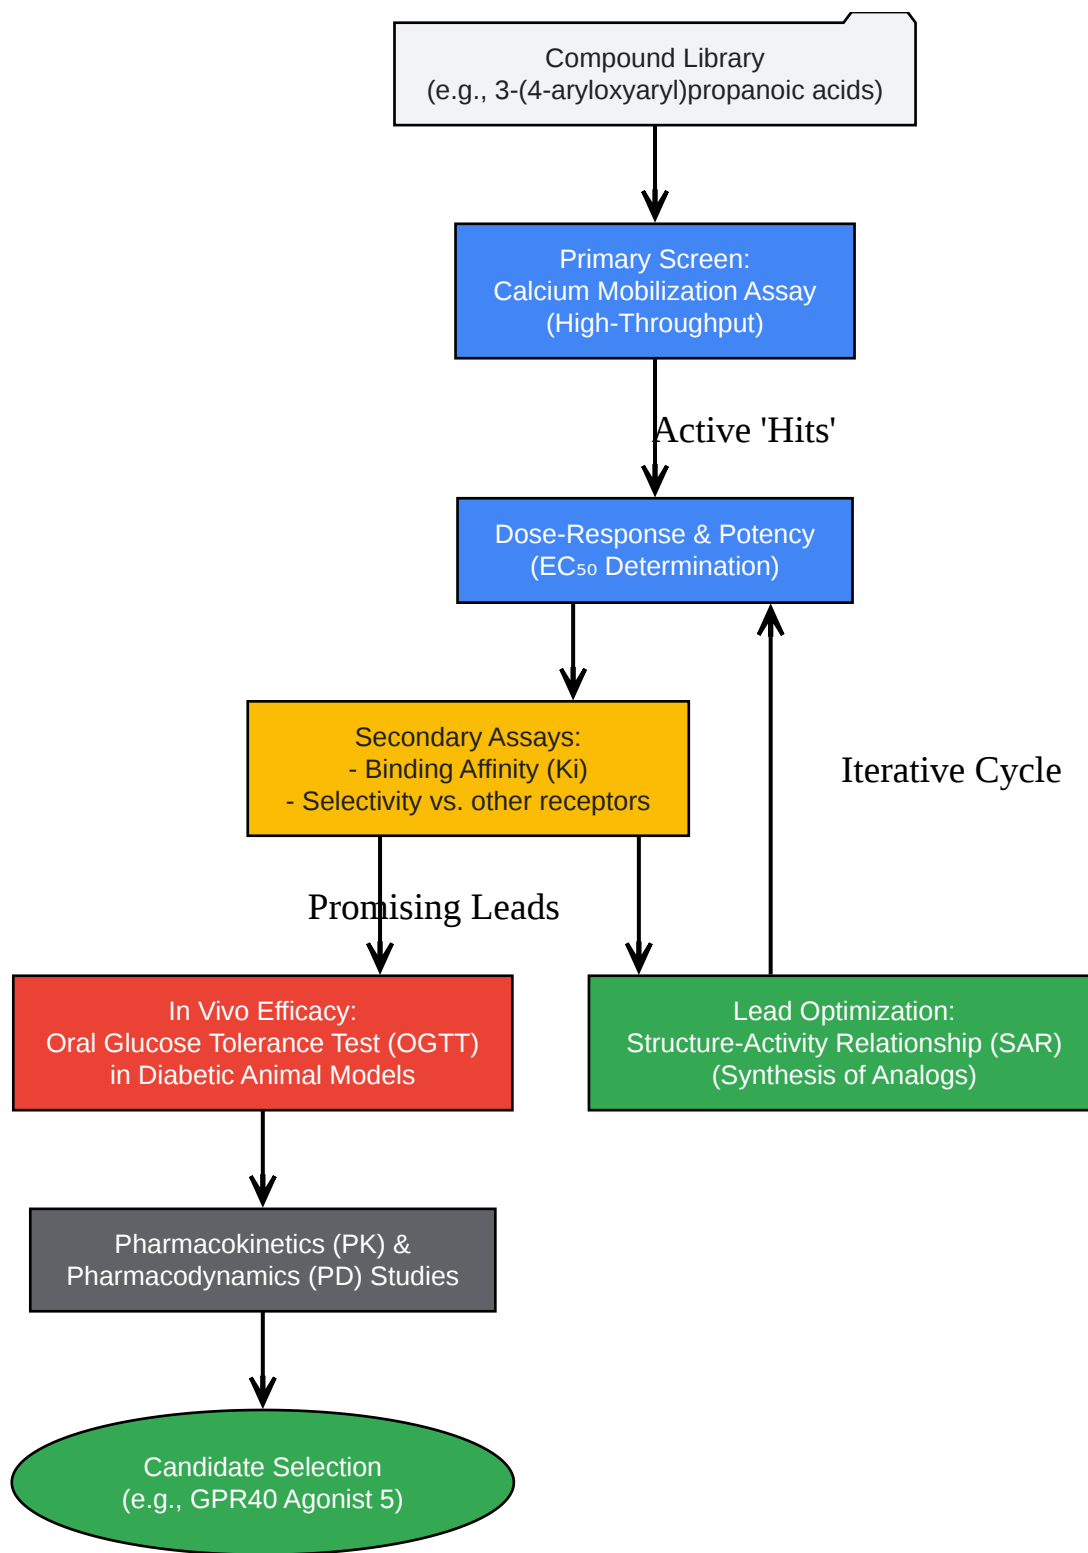 Compound Library
(e.g., 3-(4-aryloxyaryl)propanoic acids)
Primary Screen:
Calcium Mobilization Assay
(High-Throughput)
Active 'Hits'
Dose-Response & Potency
(EC₅₀ Determination)
Secondary Assays:
- Binding Affinity (Ki)
- Selectivity vs. other receptors
Iterative Cycle
Promising Leads
In Vivo Efficacy:
Oral Glucose Tolerance Test (OGTT)
in Diabetic Animal Models
Lead Optimization:
Structure-Activity Relationship (SAR)
(Synthesis of Analogs)
Pharmacokinetics (PK) &
Pharmacodynamics (PD) Studies
Candidate Selection
(e.g., GPR40 Agonist 5)